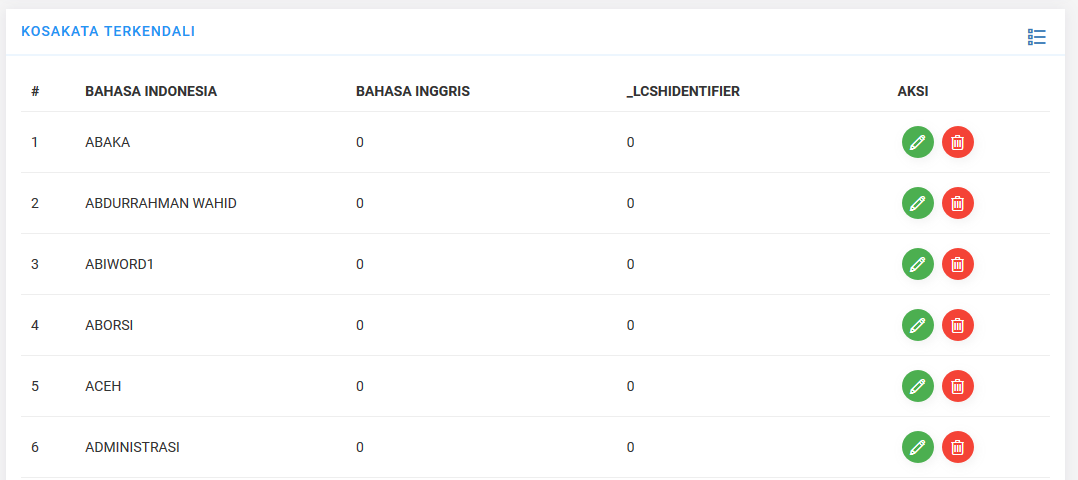 KOSAKATA TERKENDALI
# BAHASA INDONESIA BAHASA INGGRIS _LCSHIDENTIFIER AKSI
1 ABAKA 0 0
2 ABDURRAHMAN WAHID 0 0
3 ABIWORD1 0 0
4 ABORSI 0 0
5 ACEH 0 0
6 ADMINISTRASI 0 0